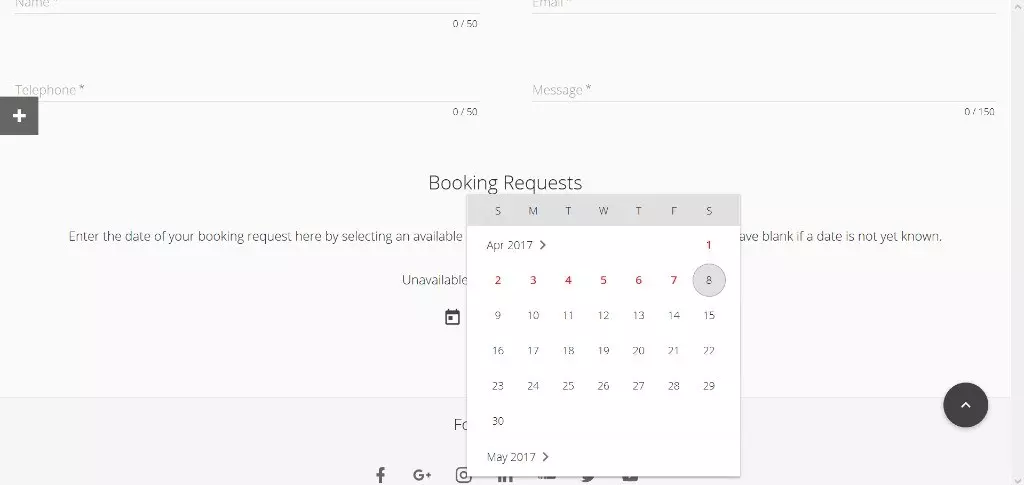 Name * Email *
0 / 50
Telephone * Message *
0 / 50 0 / 150
Booking Requests
S M T W T F S
Enter the date of your booking request here by selecting an available ave blank if a date is not yet known.
Apr 2017 1
Unavailable 2 3 4 5 6 7 8
9 10 11 12 13 14 15
16 17 18 19 20 21 22
23 24 25 26 27 28 29
30
Fo
May 2017